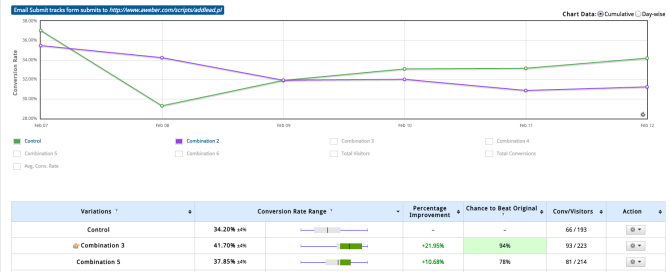 Email Submit tracks form submits to http://www.aweber.com/scripts/addlead.pl
Chart Data: Cumulative Day-wise
38.00%
36.00%
34.00%
32.00%
30.00%
28.00%
Conversion Rate
Feb 07 Feb 08 Feb 09 Feb 10 Feb 11 Feb 12
Control Combination 2 Combination 3 Combination 4
Combination 5 Combination 6 Total Visitors Total Conversions
Avg. Conv. Rate
Variations ? Conversion Rate Range ? Percentage Improvement Chance to Beat Original ? Conv/Visitors Action
Control 34.20% ±4% – – 66 / 193
Combination 3 41.70% ±4% +21.95% 94% 93 / 223
Combination 5 37.85% ±4% +10.68% 78% 81 / 214